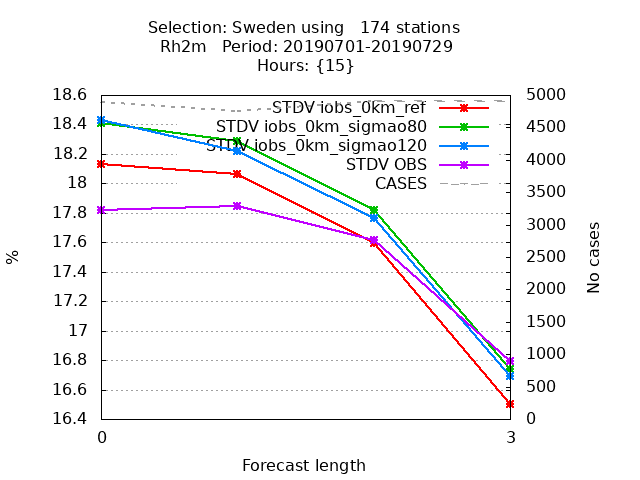 Selection: Sweden using   174 stations
Rh2m   Period: 20190701-20190729
Hours: {15}
18.6
18.4
18.2
18
17.8
17.6
17.4
17.2
17
16.8
16.6
16.4
%
STDV iobs_0km_ref
STDV iobs_0km_sigmao80
STDV iobs_0km_sigmao120
STDV OBS
CASES
5000
4500
4000
3500
3000
2500
2000
1500
1000
500
0
No cases
0
3
Forecast length